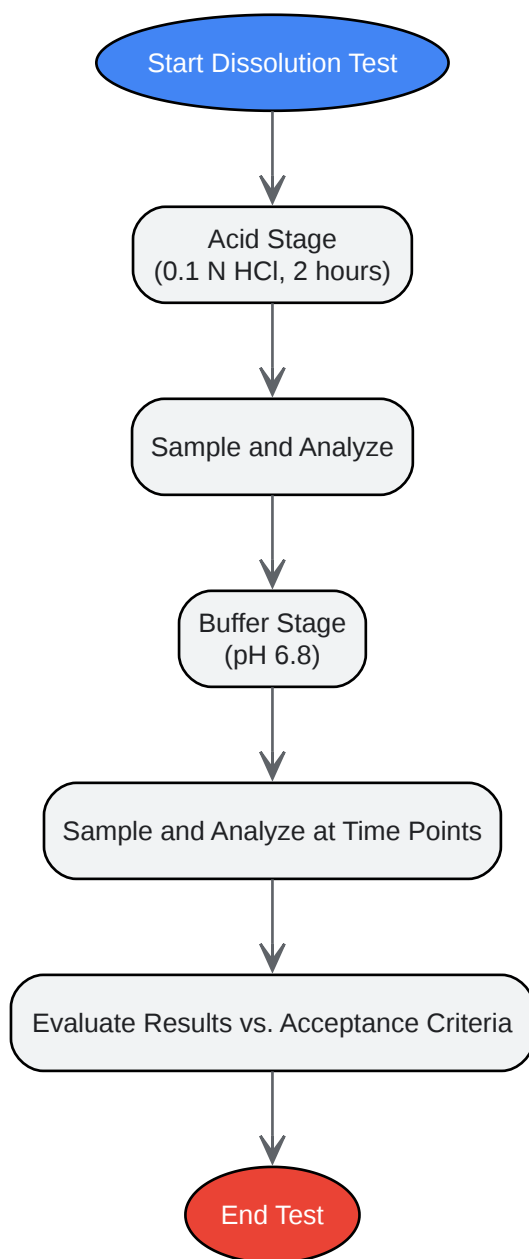 Start Dissolution Test
Acid Stage
(0.1 N HCl, 2 hours)
Sample and Analyze
Buffer Stage
(pH 6.8)
Sample and Analyze at Time Points
Evaluate Results vs. Acceptance Criteria
End Test